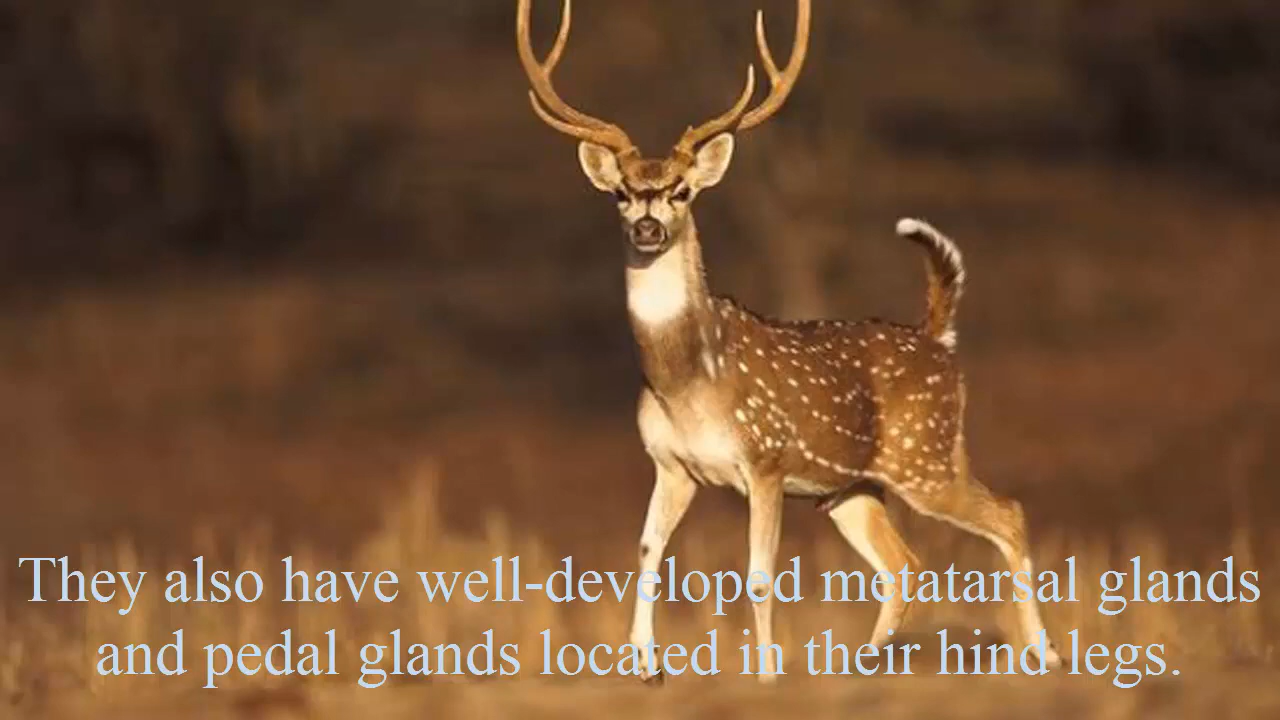 They also have well-developed metatarsal glands
and pedal glands located in their hind legs.